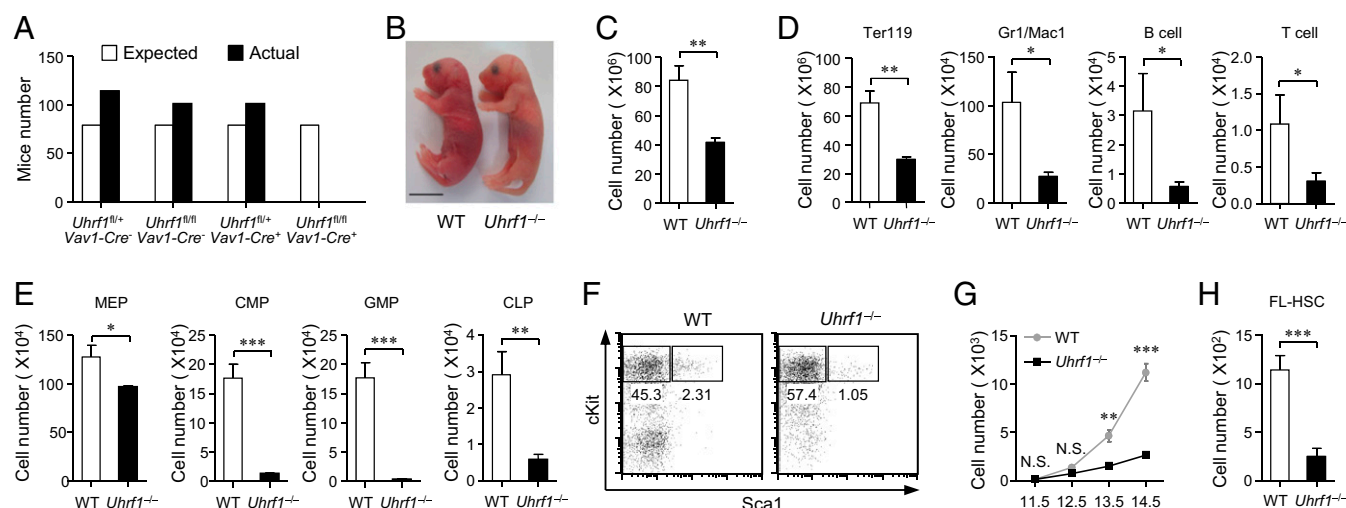 A
Expected
Actual
Mice number
150
100
50
0
Uhrf1fl/+
Vav1-Cre-
Uhrf1fl/fl
Vav1-Cre-
Uhrf1fl/+
Vav1-Cre+
Uhrf1fl/fl
Vav1-Cre+
B
WT Uhrf1–/–
C
Cell number ( X10⁶)
100
80
60
40
20
0
**
WT Uhrf1–/–
D
Ter119
Cell number ( X10⁶)
100
80
60
40
20
0
**
WT Uhrf1–/–
Gr1/Mac1
Cell number ( X10⁴)
150
100
50
0
*
WT Uhrf1–/–
B cell
Cell number ( X10⁴)
5
4
3
2
1
0
*
WT Uhrf1–/–
T cell
Cell number ( X10⁴)
2.0
1.5
1.0
0.5
0.0
*
WT Uhrf1–/–
E
MEP
Cell number ( X10⁴)
150
100
50
0
*
WT Uhrf1–/–
CMP
Cell number ( X10⁴)
25
20
15
10
5
0
***
WT Uhrf1–/–
GMP
Cell number ( X10⁴)
25
20
15
10
5
0
***
WT Uhrf1–/–
CLP
Cell number ( X10⁴)
4
3
2
1
0
**
WT Uhrf1–/–
F
WT
Uhrf1–/–
45.3 2.31
57.4 1.05
cKit
Sca1
G
WT
Uhrf1–/–
Cell number ( X10³)
15
10
5
0
N.S.
N.S.
**
***
11.5 12.5 13.5 14.5
H
FL-HSC
Cell number ( X10²)
15
10
5
0
***
WT Uhrf1–/–